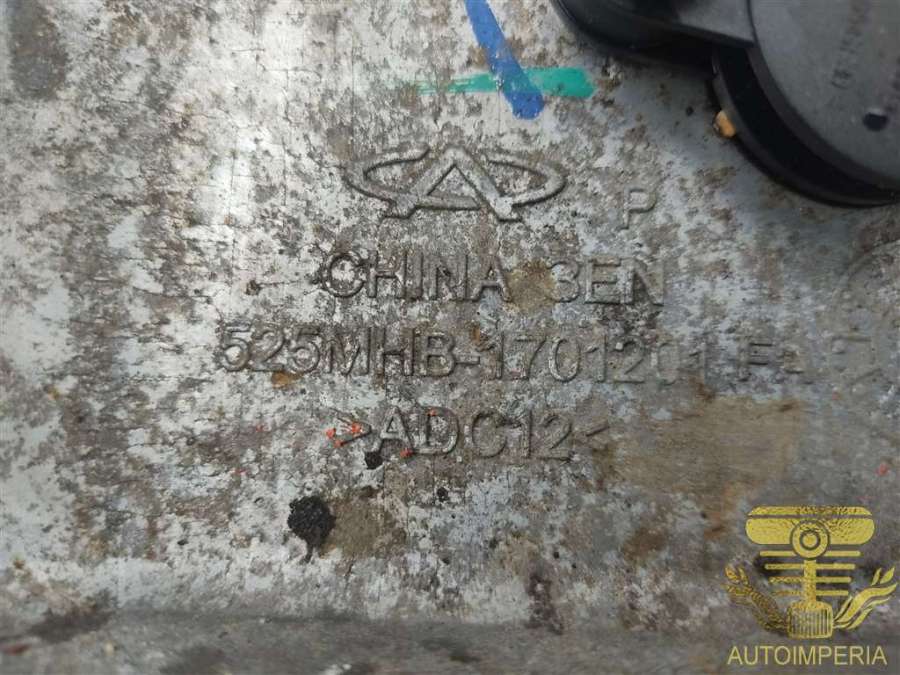 P
CHINA 3EN
525MHB-1701201
>ADC12<
AUTOIMPERIA